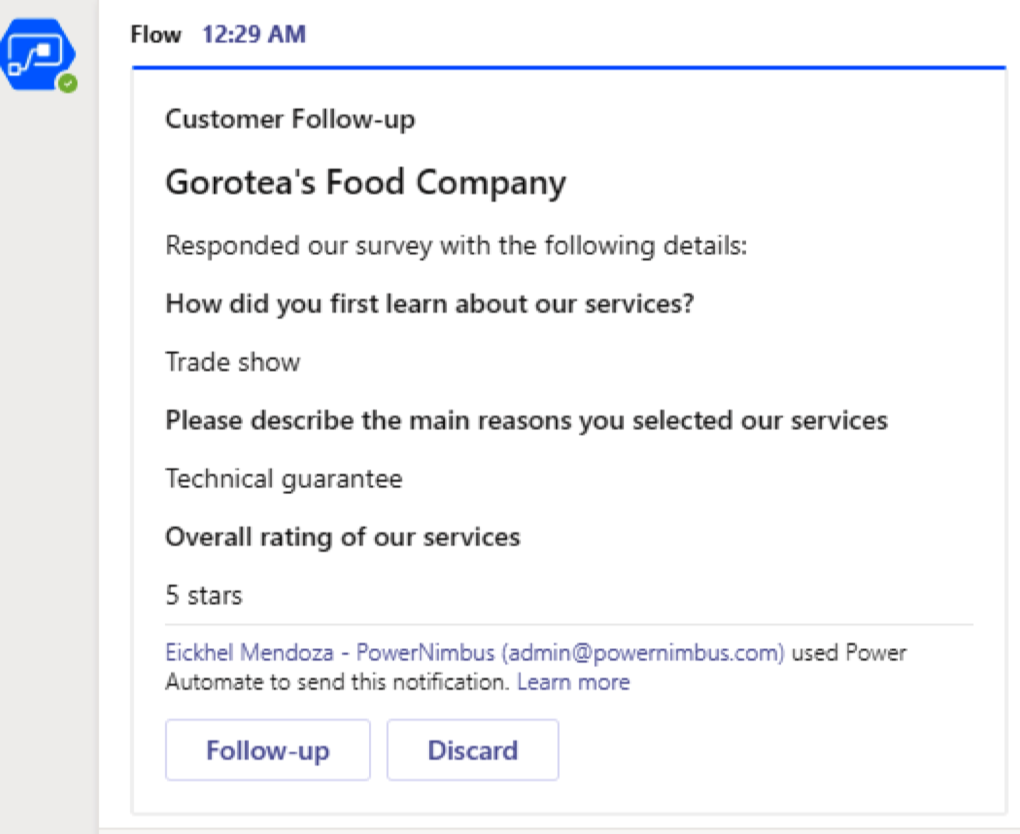 Flow 12:29 AM
Customer Follow-up
Gorotea's Food Company
Responded our survey with the following details:
How did you first learn about our services?
Trade show
Please describe the main reasons you selected our services
Technical guarantee
Overall rating of our services
5 stars
Eickhel Mendoza - PowerNimbus (admin@powernimbus.com) used Power
Automate to send this notification. Learn more
Follow-up Discard